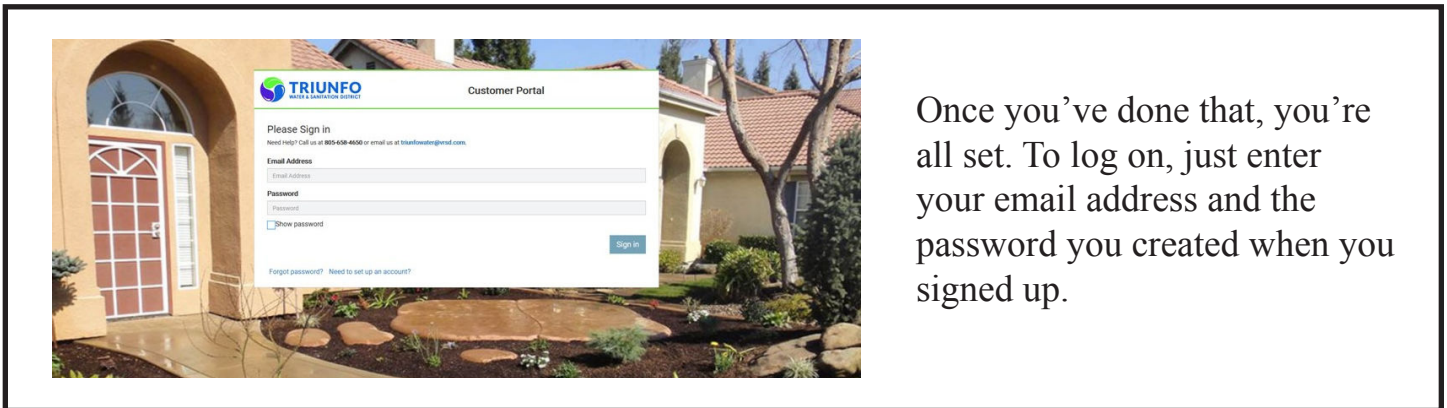 TRIUNFO
WATER & SANITATION DISTRICT
Customer Portal
Please Sign in
Need Help? Call us at 805-658-4650 or email us at triunfowater@vrsd.com.
Email Address
Email Address
Password
Password
Show password
Sign in
Forgot password? Need to set up an account?
Once you’ve done that, you’re
all set. To log on, just enter
your email address and the
password you created when you
signed up.